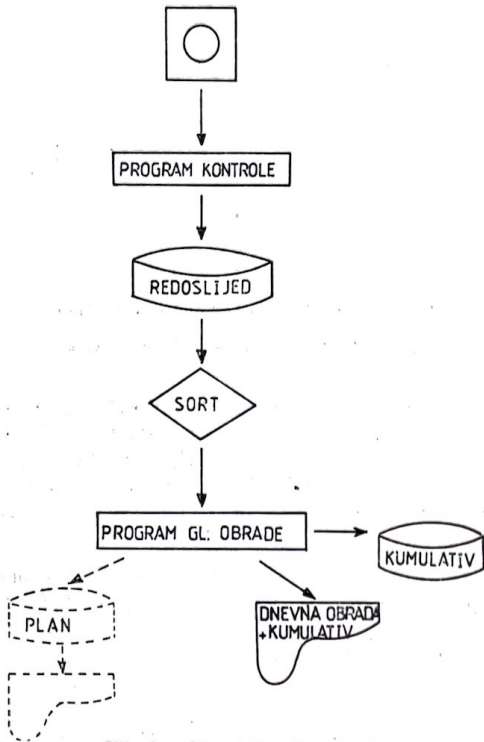 PROGRAM KONTROLE
REDOSLIJED
SORT
PROGRAM GL. OBRADE
KUMULATIV
PLAN
DNEVNA OBRADA
+KUMULATIV